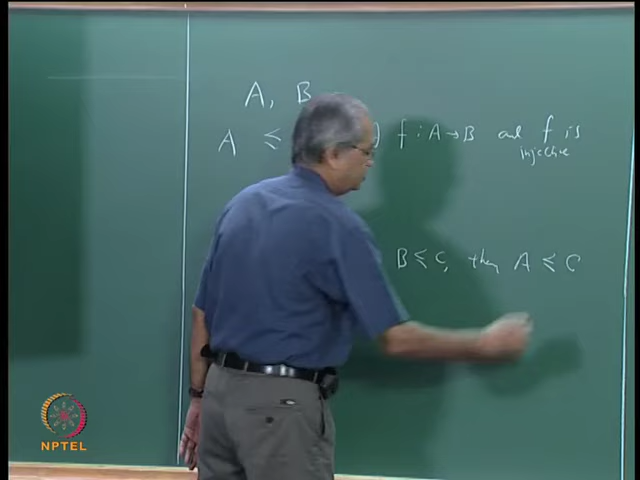 A, B
A ≤ ) f : A → B and f is
injective
B ≤ C, then A ≤ C
NPTEL